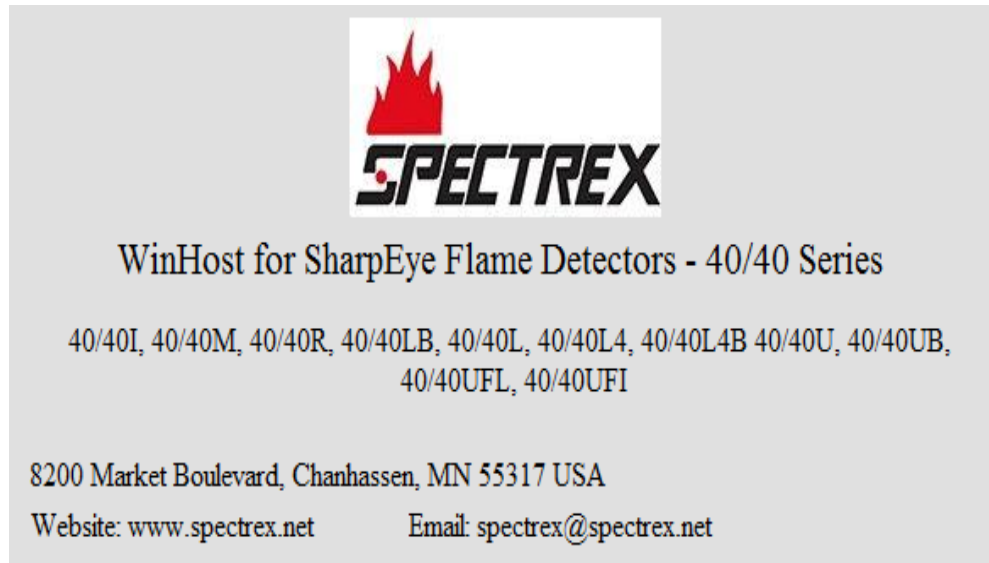 SPECTREX
WinHost for SharpEye Flame Detectors - 40/40 Series
40/40I, 40/40M, 40/40R, 40/40LB, 40/40L, 40/40L4, 40/40L4B 40/40U, 40/40UB,
40/40UFL, 40/40UFI
8200 Market Boulevard, Chanhassen, MN 55317 USA
Website: www.spectrex.net Email: spectrex@spectrex.net